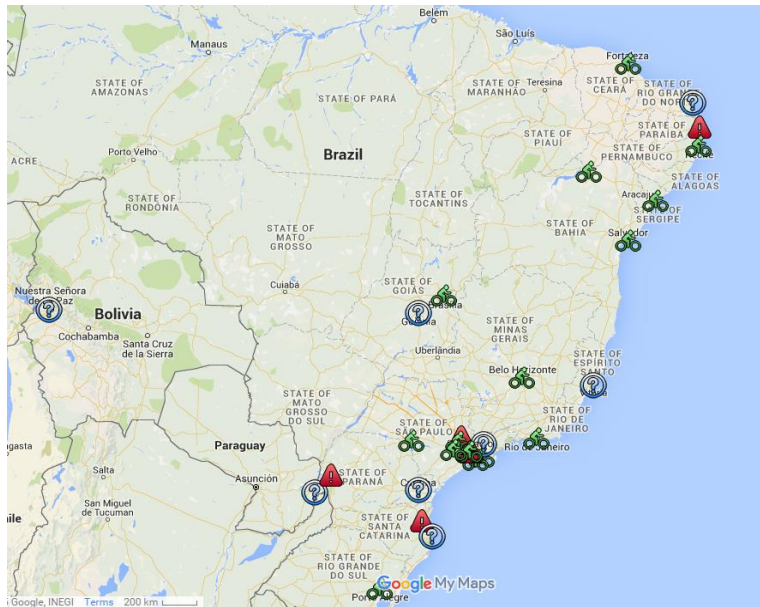 Belém
São Luís
Manaus
Fortaleza
STATE OF
AMAZONAS
STATE OF PARÁ
STATE OF
MARANHÃO
Teresina
STATE OF
CEARÁ
STATE OF
RIO GRANDE
DO NORTE
STATE OF
PARAÍBA
Brazil
Porto Velho
ACRE
STATE OF
PIAUÍ
STATE OF
PERNAMBUCO
Recife
STATE OF
ALAGOAS
STATE OF
RONDÔNIA
STATE OF
TOCANTINS
Aracaju
STATE OF
SERGIPE
STATE OF
MATO
GROSSO
STATE OF
BAHIA
Salvador
Cuiabá
STATE OF
GOIÁS
Brasília
Nuestra Señora
de La Paz
Bolivia
Cochabamba
Santa Cruz
de la Sierra
STATE OF
MINAS
GERAIS
Uberlândia
STATE OF
ESPÍRITO
SANTO
Belo Horizonte
STATE OF
MATO
GROSSO
DO SUL
STATE OF
RIO DE
JANEIRO
STATE OF
SÃO PAULO
Rio de Janeiro
Paraguay
gasta
Salta
Asunción
STATE OF
PARANÁ
San Miguel
de Tucuman
ile
STATE OF
SANTA
CATARINA
STATE OF
RIO GRANDE
DO SUL
Porto Alegre
Google My Maps
Google, INEGI Terms 200 km